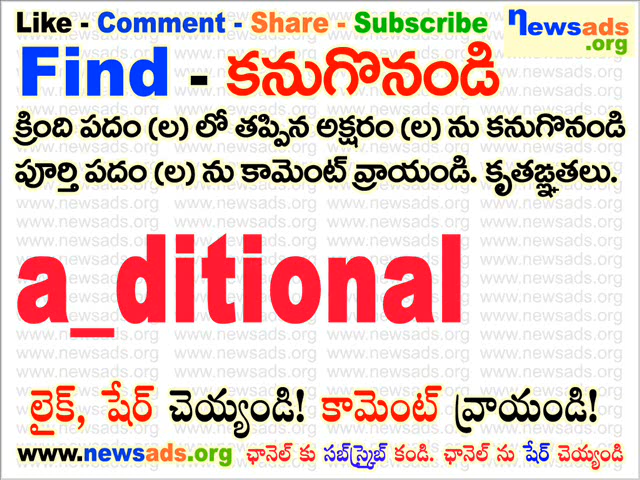 Like - Comment - Share - Subscribe
newsads
.org
Find - కనుగొనండి
క్రింది పదం (ల) లో తప్పిన అక్షరం (ల) ను కనుగొనండి
పూర్తి పదం (ల) ను కామెంట్ వ్రాయండి. కృతఙ్ఞతలు.
a_ditional
లైక్, షేర్ చెయ్యండి! కామెంట్ వ్రాయండి!
www.newsads.org ఛానెల్ కు సబ్‌స్క్రైబ్ కండి. ఛానెల్ ను షేర్ చెయ్యండి